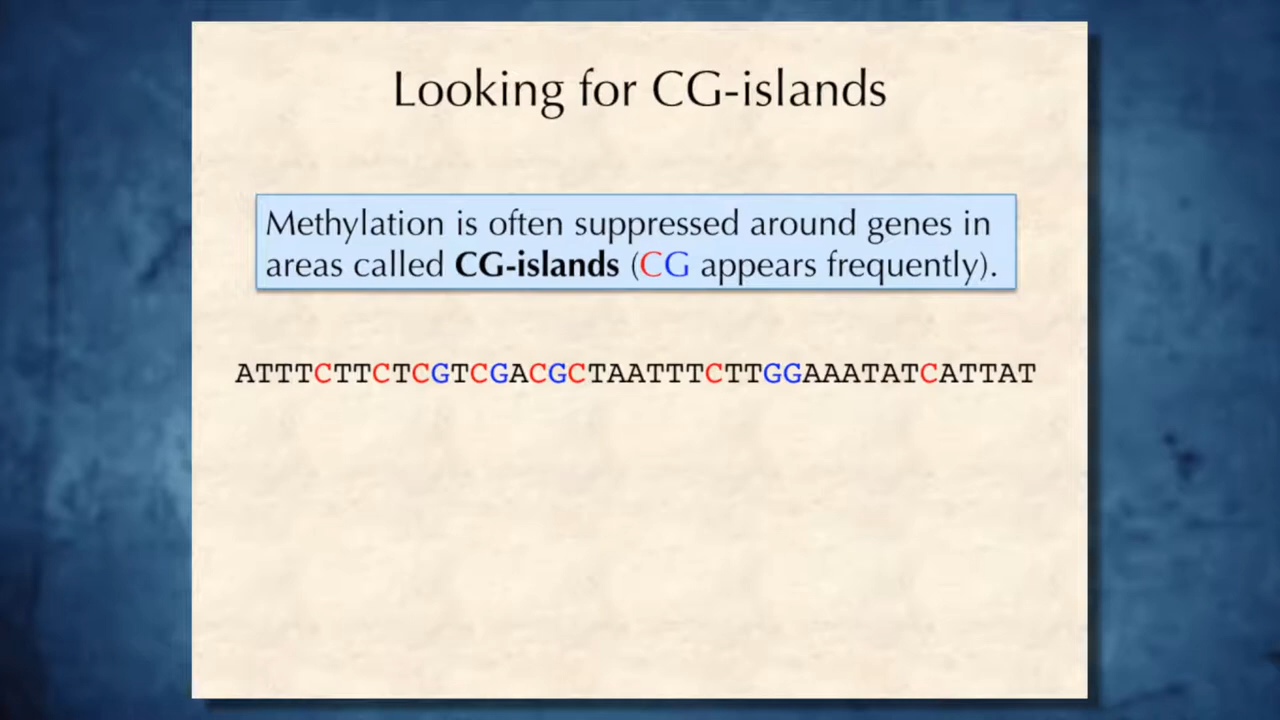 Looking for CG-islands
Methylation is often suppressed around genes in
areas called CG-islands (CG appears frequently).
ATTTCTTCTCGTCGACGCTAATTTCTTGGAAATATCATTAT